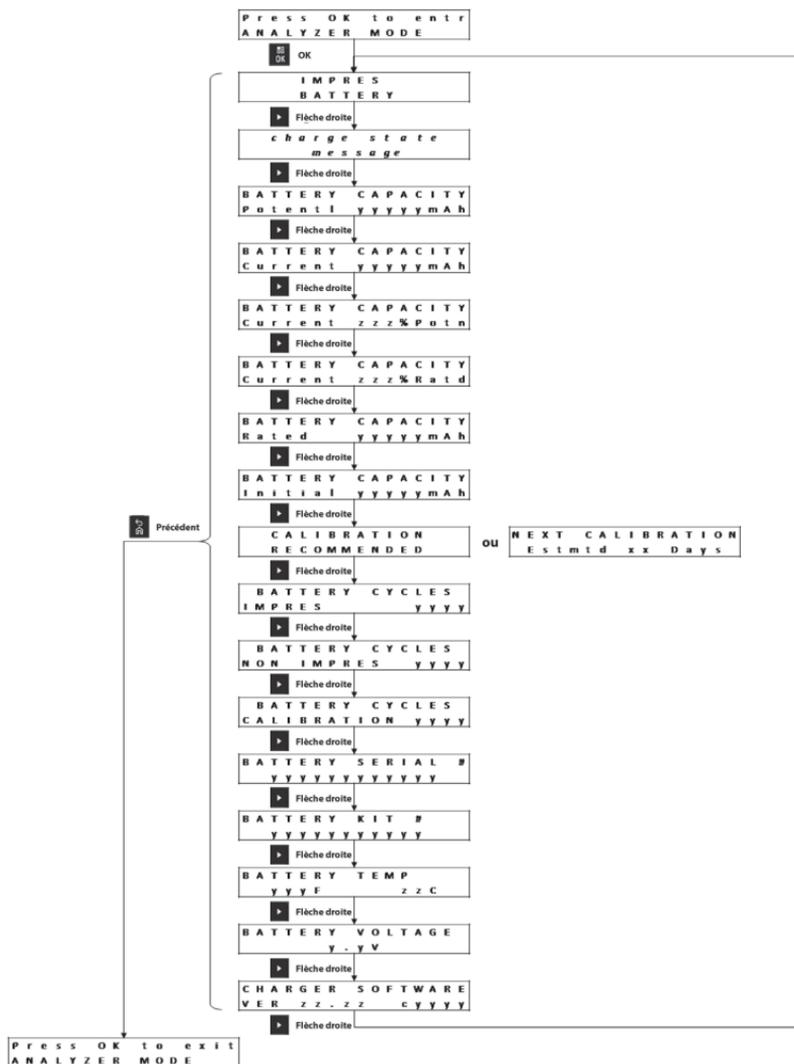 Press OK to entr
ANALYZER MODE
OK OK
IMPRES
BATTERY
Flèche droite
charge state
message
Flèche droite
BATTERY CAPACITY
Potentl yyyyymAh
Flèche droite
BATTERY CAPACITY
Current yyyyymAh
Flèche droite
BATTERY CAPACITY
Current zzz%Potn
Flèche droite
BATTERY CAPACITY
Current zzz%Ratd
Flèche droite
BATTERY CAPACITY
Rated yyyyymAh
Flèche droite
BATTERY CAPACITY
Initial yyyyymAh
Flèche droite
Précédent
CALIBRATION
RECOMMENDED
ou
NEXT CALIBRATION
Estmtd xx Days
Flèche droite
BATTERY CYCLES
IMPRES yyyy
Flèche droite
BATTERY CYCLES
NON IMPRES yyyy
Flèche droite
BATTERY CYCLES
CALIBRATION yyyy
Flèche droite
BATTERY SERIAL #
yyyyyyyyyyyy
Flèche droite
BATTERY KIT #
yyyyyyyyyyy
Flèche droite
BATTERY TEMP
yyyF zzC
Flèche droite
BATTERY VOLTAGE
y.yV
Flèche droite
CHARGER SOFTWARE
VER zz.zz cyyyy
Flèche droite
Press OK to exit
ANALYZER MODE